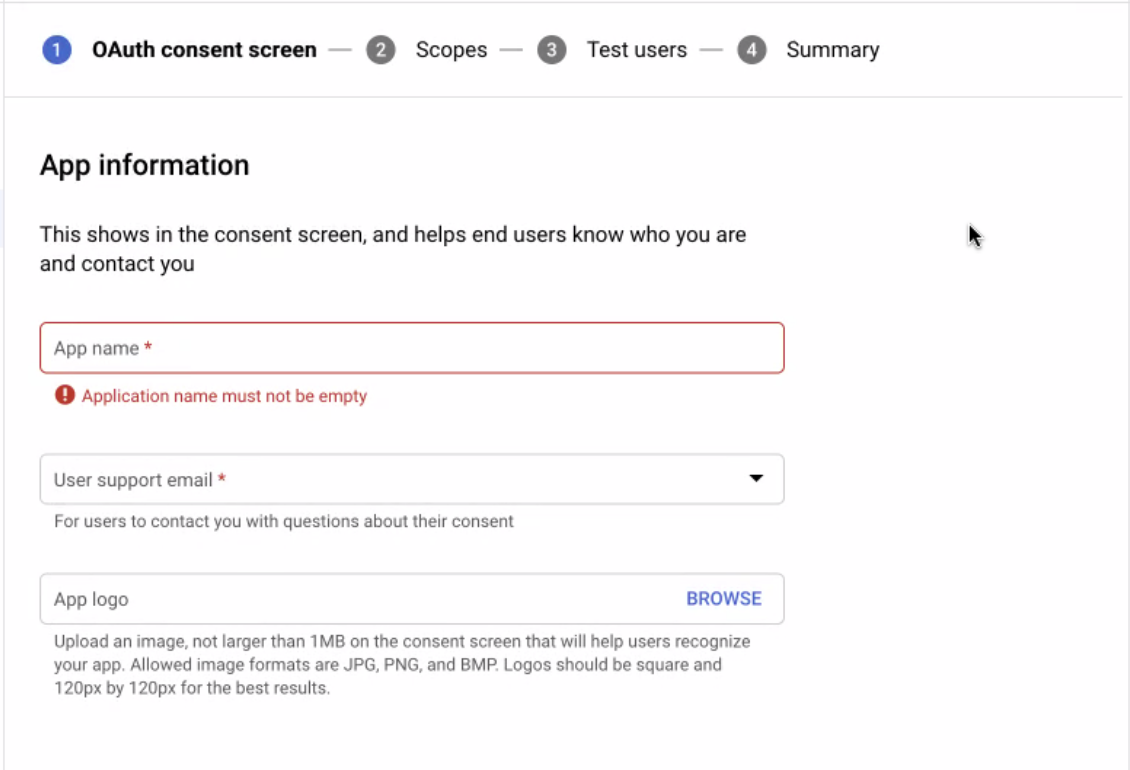 1 OAuth consent screen — 2 Scopes — 3 Test users — 4 Summary
App information
This shows in the consent screen, and helps end users know who you are
and contact you
App name *
! Application name must not be empty
User support email *
For users to contact you with questions about their consent
App logo BROWSE
Upload an image, not larger than 1MB on the consent screen that will help users recognize
your app. Allowed image formats are JPG, PNG, and BMP. Logos should be square and
120px by 120px for the best results.